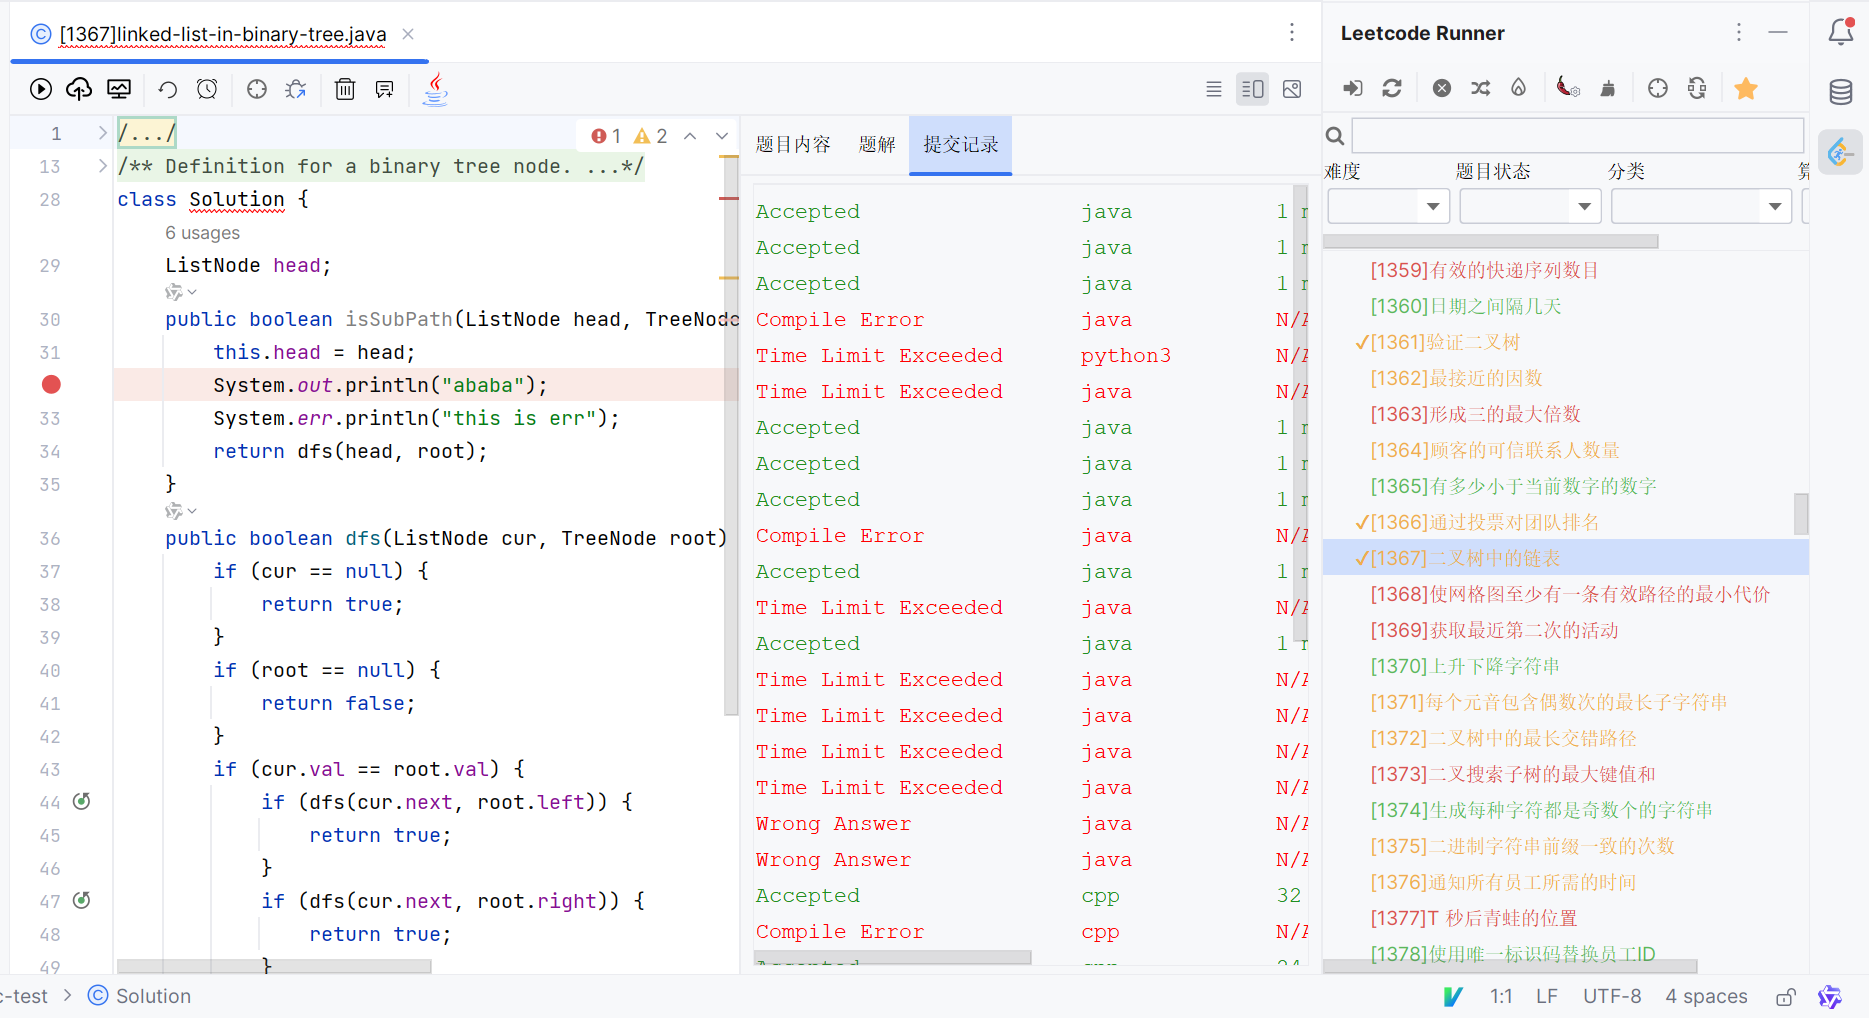 [1367]linked-list-in-binary-tree.java
Leetcode Runner
1 /.../
1 2
13 /** Definition for a binary tree node. ...*/
28 class Solution {
6 usages
29 ListNode head;
30 public boolean isSubPath(ListNode head, TreeNode
31 this.head = head;
System.out.println("ababa");
33 System.err.println("this is err");
34 return dfs(head, root);
35 }
36 public boolean dfs(ListNode cur, TreeNode root)
37 if (cur == null) {
38 return true;
39 }
40 if (root == null) {
41 return false;
42 }
43 if (cur.val == root.val) {
44 if (dfs(cur.next, root.left)) {
45 return true;
46 }
47 if (dfs(cur.next, root.right)) {
48 return true;
49 }
题目内容 题解 提交记录
Accepted java 1
Accepted java 1
Accepted java 1
Compile Error java N/A
Time Limit Exceeded python3 N/A
Time Limit Exceeded java N/A
Accepted java 1
Accepted java 1
Accepted java 1
Compile Error java N/A
Accepted java 1
Time Limit Exceeded java N/A
Accepted java 1
Time Limit Exceeded java N/A
Time Limit Exceeded java N/A
Time Limit Exceeded java N/A
Time Limit Exceeded java N/A
Wrong Answer java N/A
Wrong Answer java N/A
Accepted cpp 32
Compile Error cpp N/A
难度 题目状态 分类 算
[1359]有效的快递序列数目
[1360]日期之间隔几天
✓[1361]验证二叉树
[1362]最接近的因数
[1363]形成三的最大倍数
[1364]顾客的可信联系人数量
[1365]有多少小于当前数字的数字
✓[1366]通过投票对团队排名
✓[1367]二叉树中的链表
[1368]使网格图至少有一条有效路径的最小代价
[1369]获取最近第二次的活动
[1370]上升下降字符串
[1371]每个元音包含偶数次的最长子字符串
[1372]二叉树中的最长交错路径
[1373]二叉搜索子树的最大键值和
[1374]生成每种字符都是奇数个的字符串
[1375]二进制字符串前缀一致的次数
[1376]通知所有员工所需的时间
[1377]T 秒后青蛙的位置
[1378]使用唯一标识码替换员工ID
c-test > Solution
1:1 LF UTF-8 4 spaces